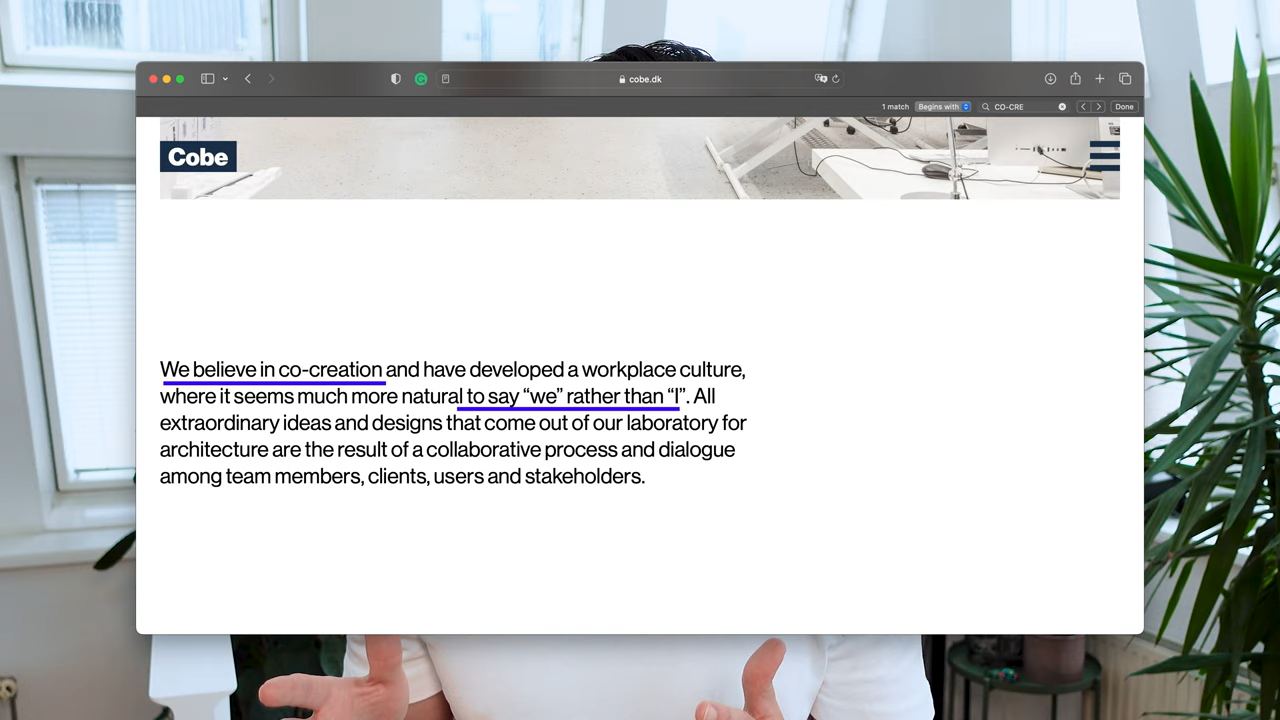 cobe.dk
1 match Begins with CO-CRE Done
Cobe
We believe in co-creation and have developed a workplace culture,
where it seems much more natural to say “we” rather than “I”. All
extraordinary ideas and designs that come out of our laboratory for
architecture are the result of a collaborative process and dialogue
among team members, clients, users and stakeholders.